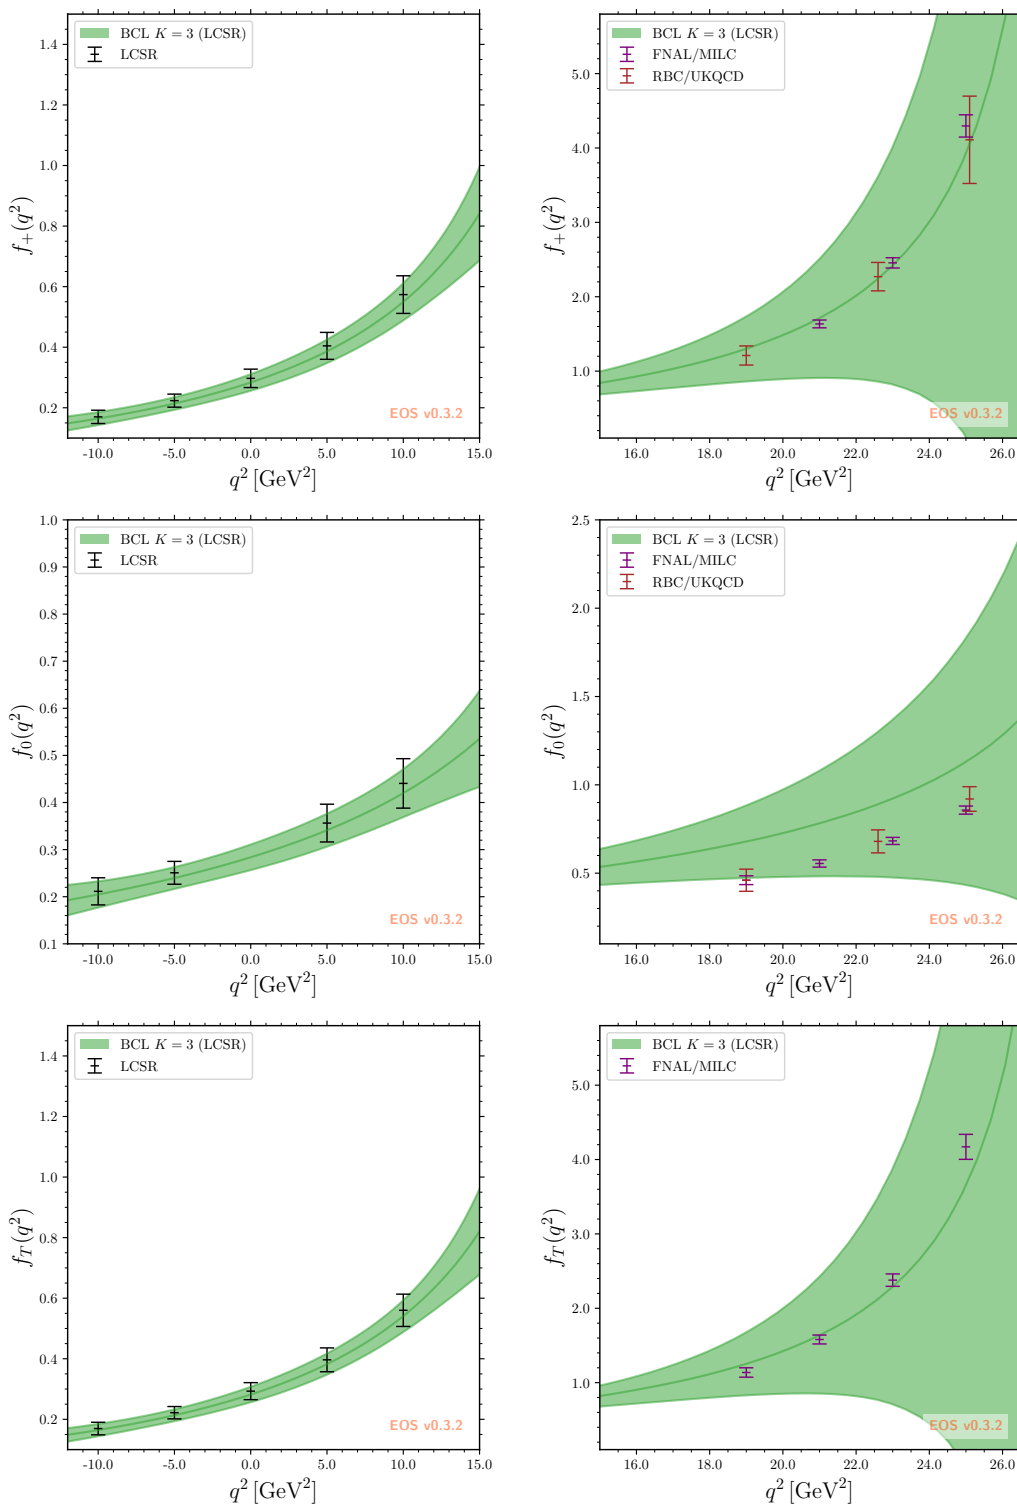 BCL K = 3 (LCSR)
LCSR
f₊(q²)
1.4
1.2
1.0
0.8
0.6
0.4
0.2
EOS v0.3.2
-10.0 -5.0 0.0 5.0 10.0 15.0
q² [GeV²]
BCL K = 3 (LCSR)
FNAL/MILC
RBC/UKQCD
f₊(q²)
5.0
4.0
3.0
2.0
1.0
EOS v0.3.2
16.0 18.0 20.0 22.0 24.0 26.0
q² [GeV²]
BCL K = 3 (LCSR)
LCSR
f₀(q²)
1.0
0.9
0.8
0.7
0.6
0.5
0.4
0.3
0.2
0.1
EOS v0.3.2
-10.0 -5.0 0.0 5.0 10.0 15.0
q² [GeV²]
BCL K = 3 (LCSR)
FNAL/MILC
RBC/UKQCD
f₀(q²)
2.5
2.0
1.5
1.0
0.5
EOS v0.3.2
16.0 18.0 20.0 22.0 24.0 26.0
q² [GeV²]
BCL K = 3 (LCSR)
LCSR
f_T(q²)
1.4
1.2
1.0
0.8
0.6
0.4
0.2
EOS v0.3.2
-10.0 -5.0 0.0 5.0 10.0 15.0
q² [GeV²]
BCL K = 3 (LCSR)
FNAL/MILC
f_T(q²)
5.0
4.0
3.0
2.0
1.0
EOS v0.3.2
16.0 18.0 20.0 22.0 24.0 26.0
q² [GeV²]